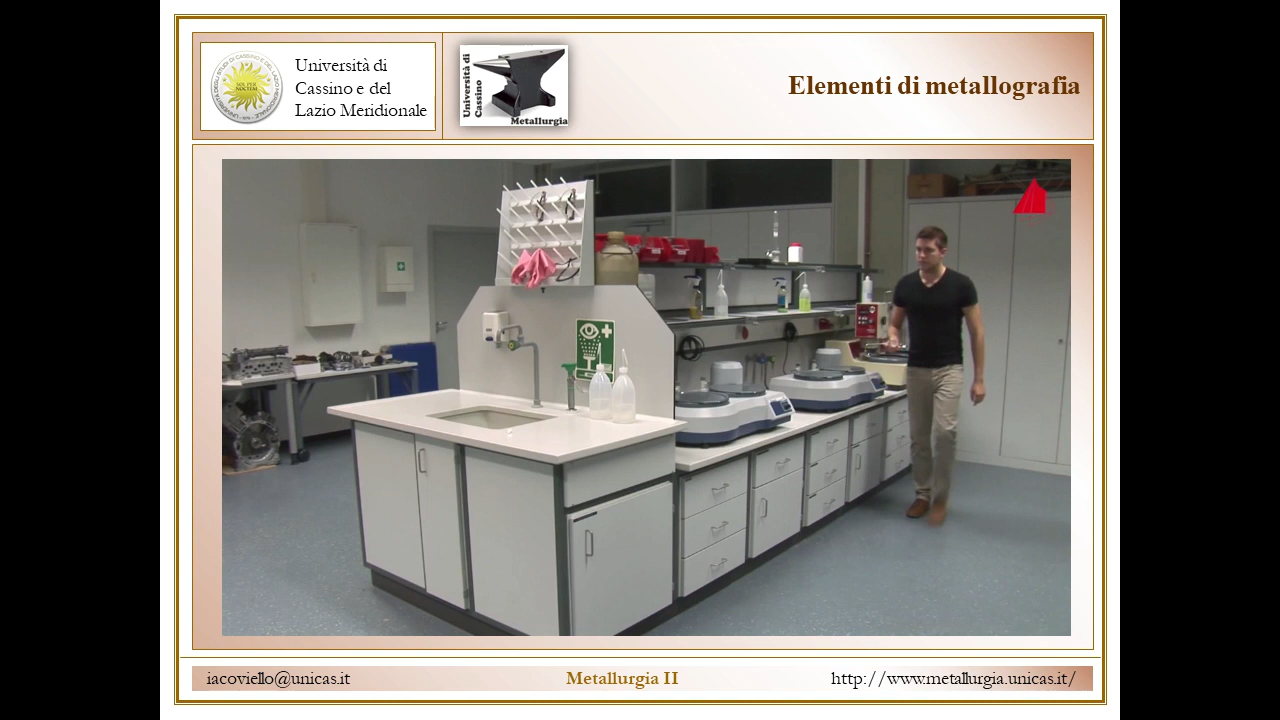 Università di
Cassino e del
Lazio Meridionale
Università di
Cassino
Metallurgia
Elementi di metallografia
iacoviello@unicas.it
Metallurgia II
http://www.metallurgia.unicas.it/